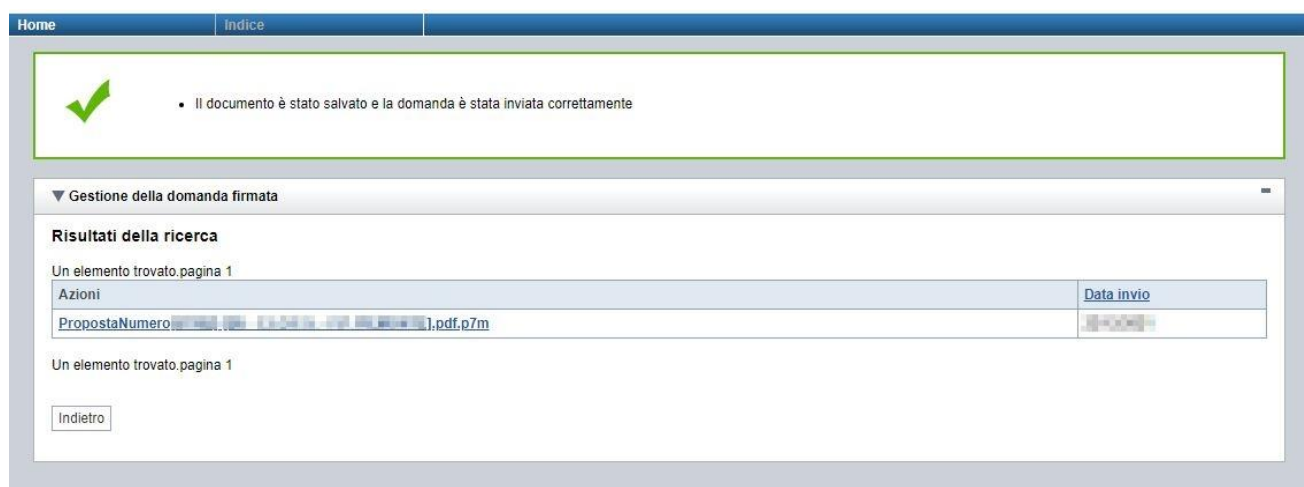 Home Indice
Il documento è stato salvato e la domanda è stata inviata correttamente
Gestione della domanda firmata
Risultati della ricerca
Un elemento trovato.pagina 1
Azioni Data invio
PropostaNumero ].pdf.p7m
Un elemento trovato.pagina 1
Indietro